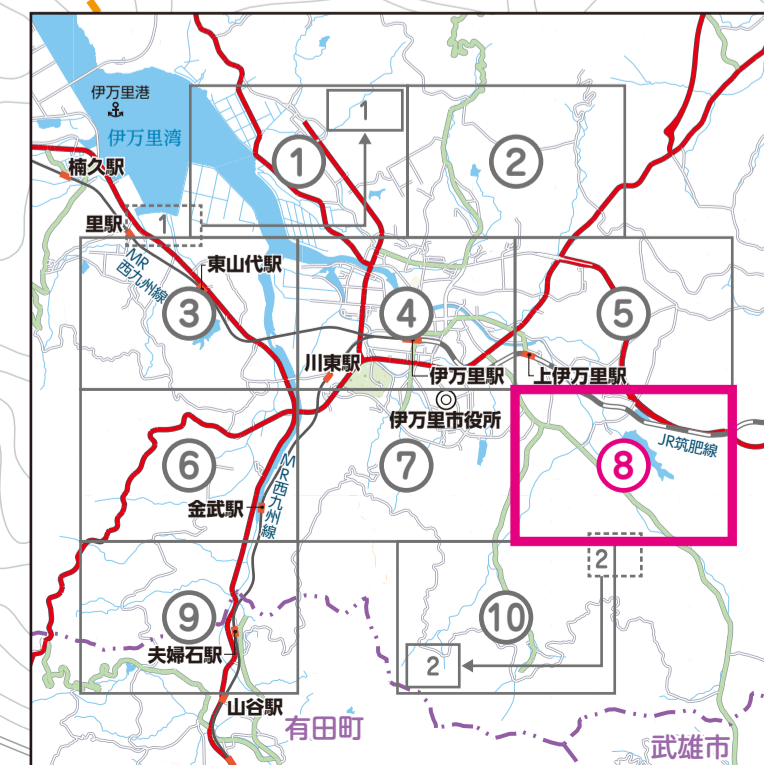 伊万里港
伊万里湾
1
①
②
楠久駅
里駅
1
MR
西九州線
東山代駅
③
④
⑤
川東駅
伊万里駅
上伊万里駅
伊万里市役所
JR筑肥線
⑥
⑦
⑧
MR西九州線
金武駅
2
⑨
⑩
夫婦石駅
2
山谷駅
有田町
武雄市